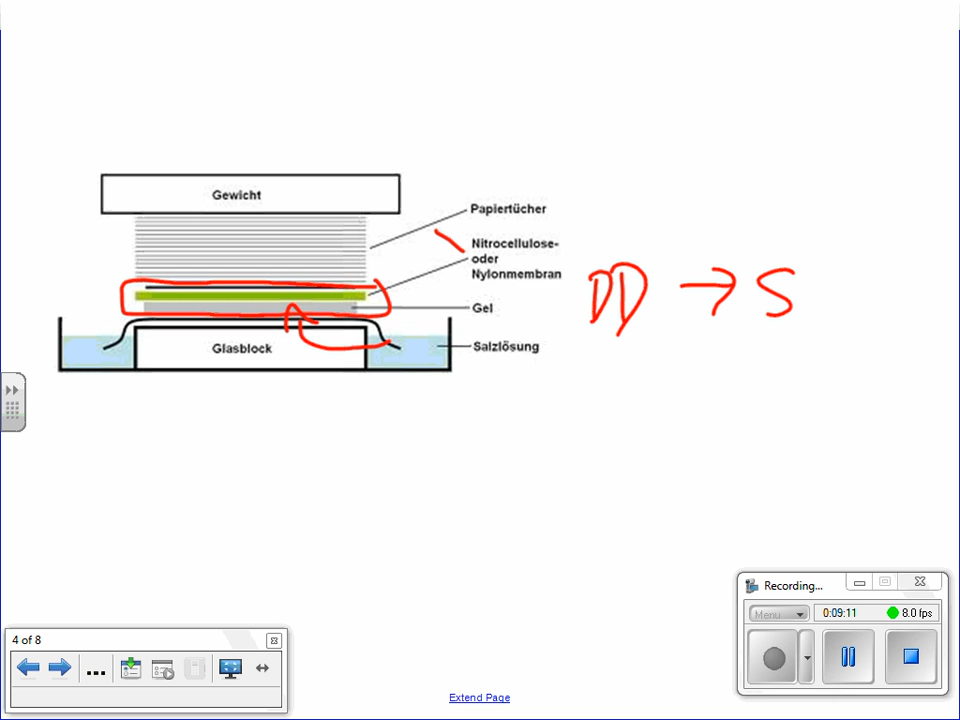 Gewicht
Papiertücher
Nitrocellulose-
oder
Nylonmembran
Gel
Glasblock
Salzlösung
DD → S
4 of 8
...
Extend Page
Recording...
Menu
0:09:11
8.0 fps